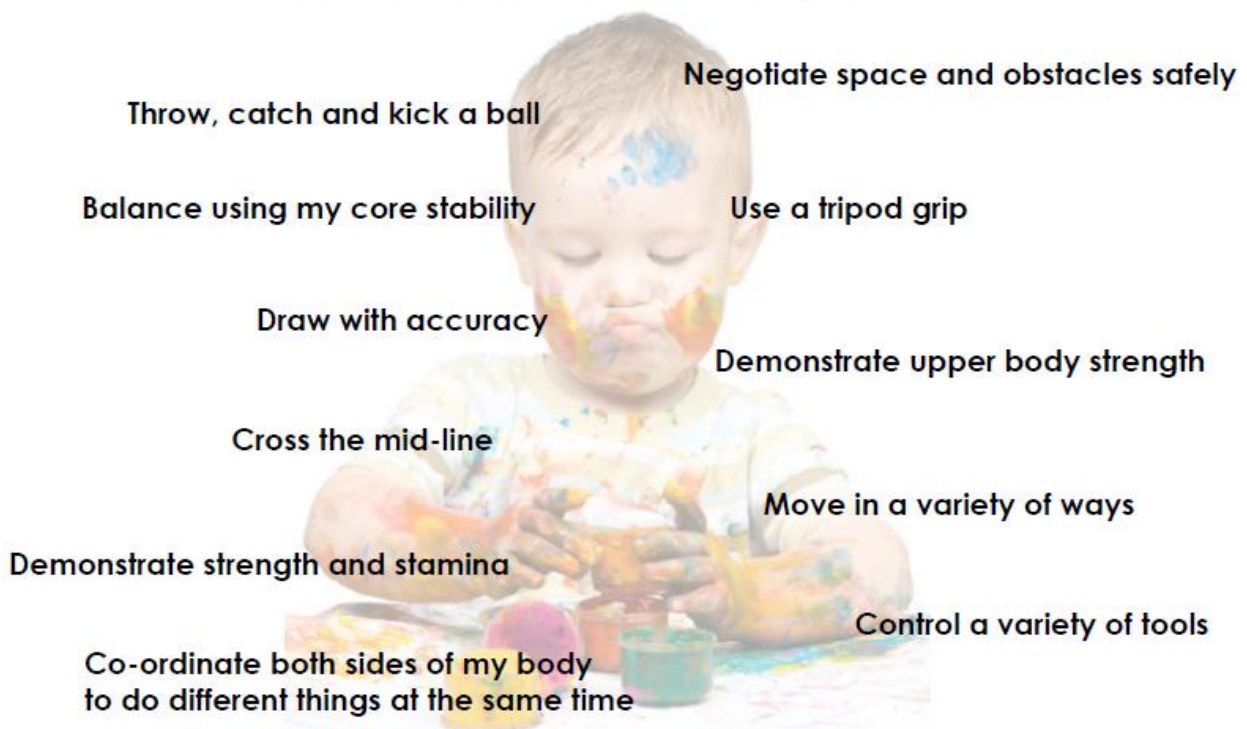 Negotiate space and obstacles safely
Throw, catch and kick a ball
Balance using my core stability
Use a tripod grip
Draw with accuracy
Demonstrate upper body strength
Cross the mid-line
Move in a variety of ways
Demonstrate strength and stamina
Control a variety of tools
Co-ordinate both sides of my body
to do different things at the same time